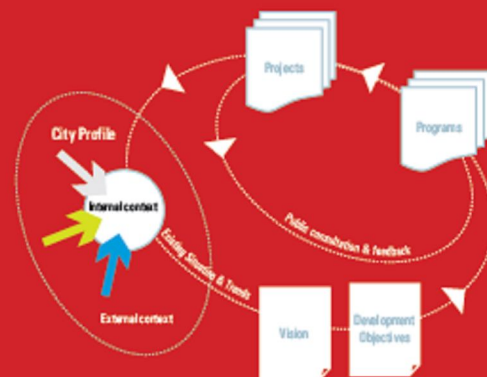 Projects
Programs
City Profile
Internal context
Public consultation & feedback
Existing Situation & Trends
External context
Vision
Development
Objectives